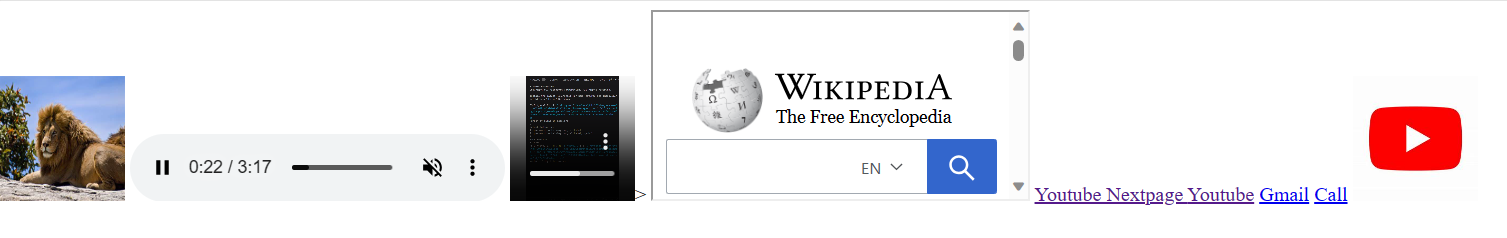 0:22 / 3:17
>
WIKIPEDIA
The Free Encyclopedia
EN
Youtube Nextpage Youtube Gmail Call